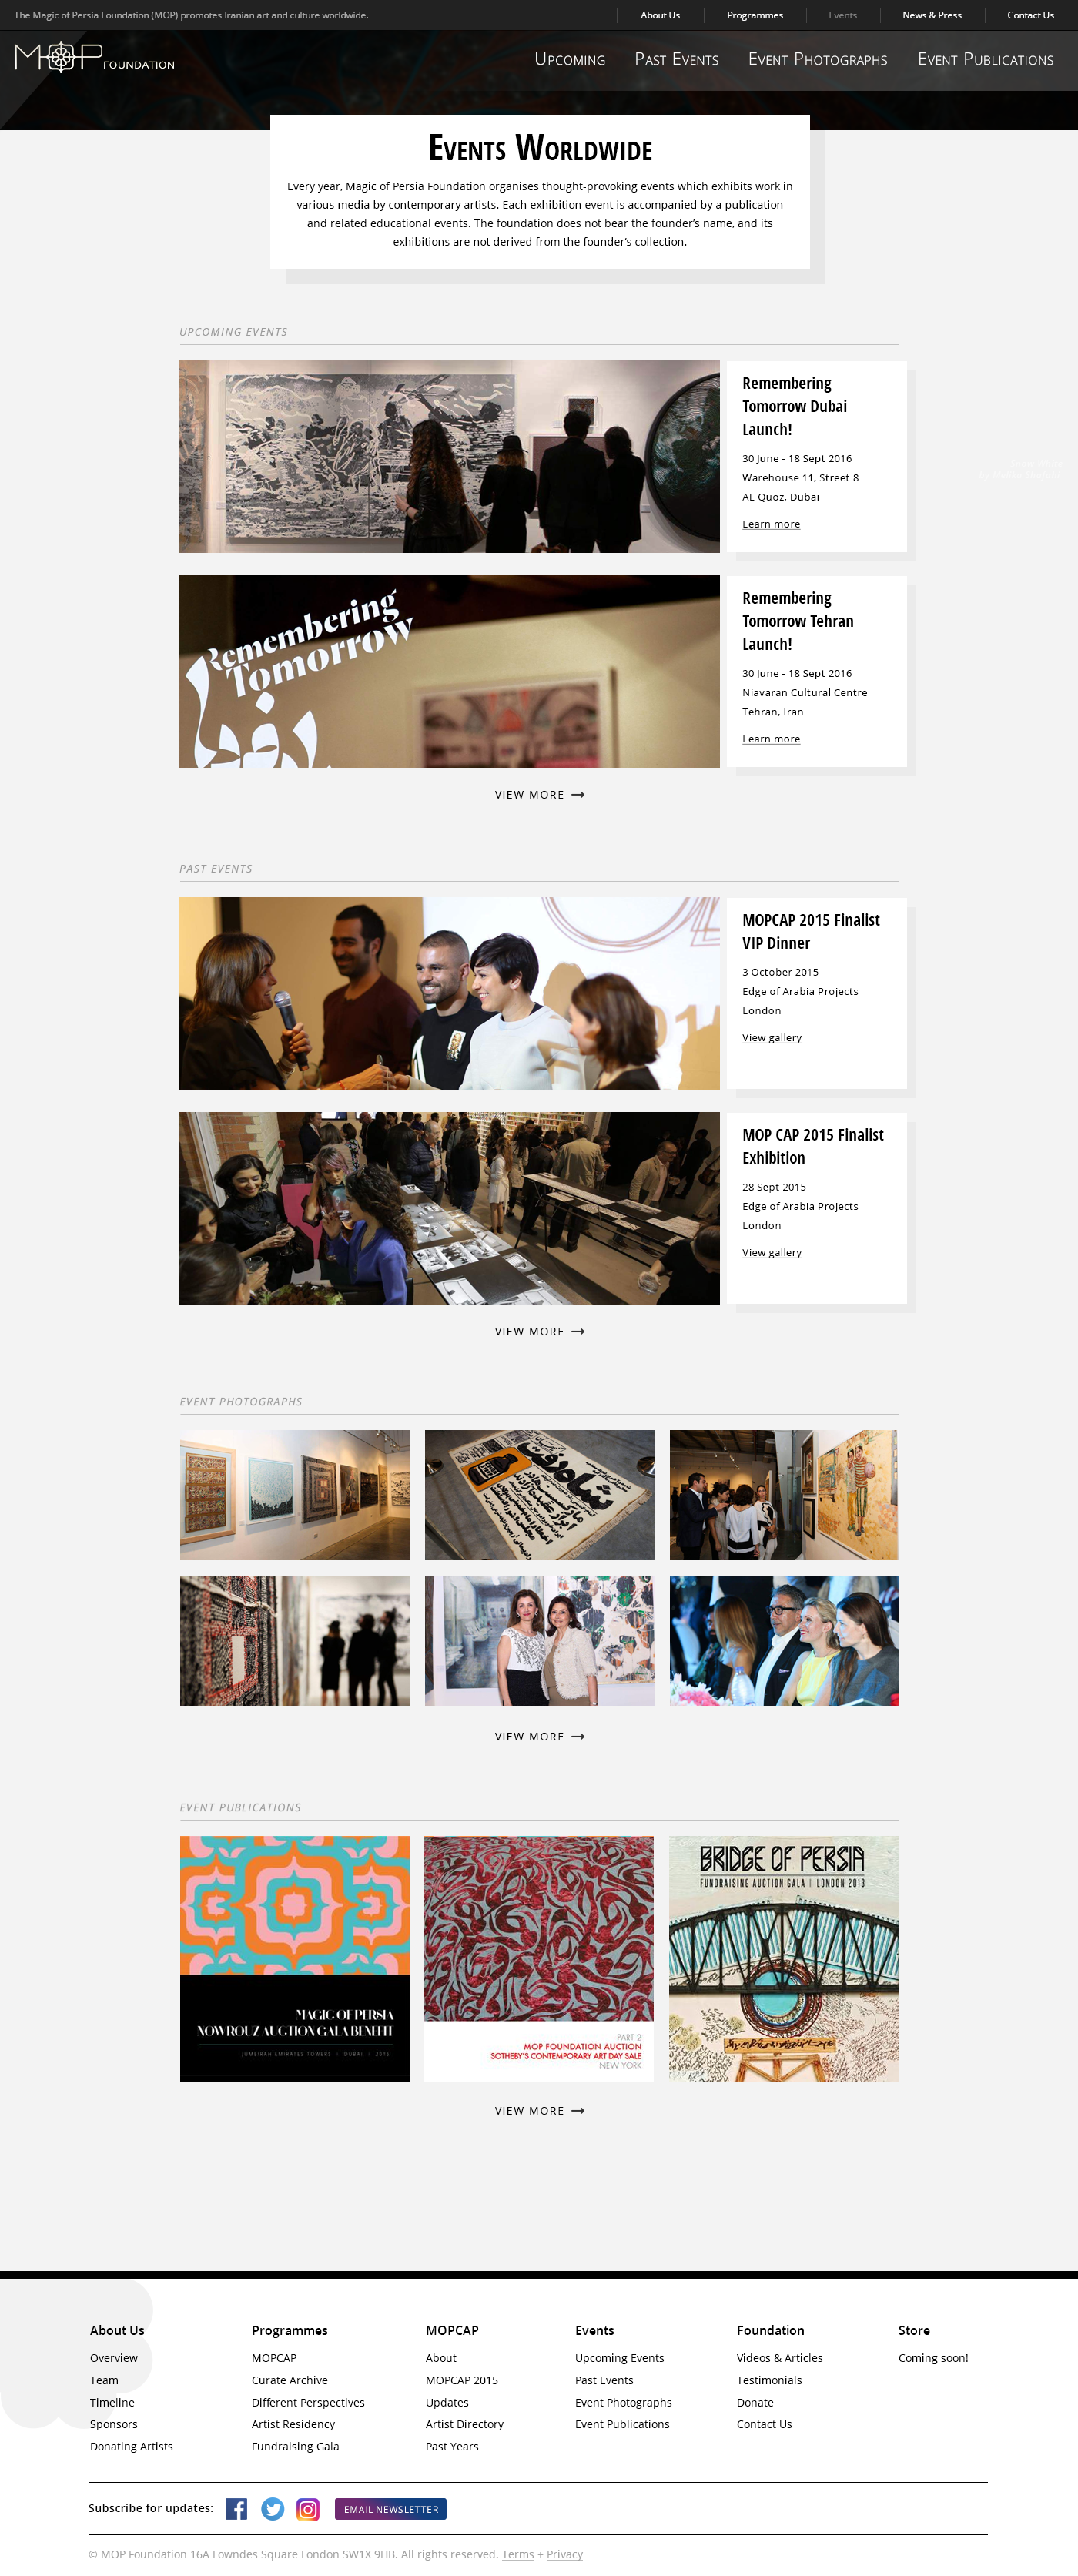 The Magic of Persia Foundation (MOP) promotes Iranian art and culture worldwide.
About Us
Programmes
Events
News & Press
Contact Us
MOP FOUNDATION
Upcoming
Past Events
Event Photographs
Event Publications
Events Worldwide
Every year, Magic of Persia Foundation organises thought-provoking events which exhibits work in
various media by contemporary artists. Each exhibition event is accompanied by a publication
and related educational events. The foundation does not bear the founder’s name, and its
exhibitions are not derived from the founder’s collection.
UPCOMING EVENTS
Remembering
Tomorrow Dubai
Launch!
30 June - 18 Sept 2016
Warehouse 11, Street 8
AL Quoz, Dubai
Learn more
Remembering
Tomorrow
Remembering
Tomorrow Tehran
Launch!
30 June - 18 Sept 2016
Niavaran Cultural Centre
Tehran, Iran
Learn more
VIEW MORE →
PAST EVENTS
MOPCAP 2015 Finalist
VIP Dinner
3 October 2015
Edge of Arabia Projects
London
View gallery
MOP CAP 2015 Finalist
Exhibition
28 Sept 2015
Edge of Arabia Projects
London
View gallery
VIEW MORE →
EVENT PHOTOGRAPHS
VIEW MORE →
EVENT PUBLICATIONS
MAGIC OF PERSIA
NOWROUZ AUCTION GALA BENEFIT
JUMEIRAH EMIRATES TOWERS | DUBAI | 2015
PART 2
MOP FOUNDATION AUCTION
SOTHEBY'S CONTEMPORARY ART DAY SALE
NEW YORK
BRIDGE OF PERSIA
FUNDRAISING AUCTION GALA | LONDON 2013
VIEW MORE →
About Us
Overview
Team
Timeline
Sponsors
Donating Artists
Programmes
MOPCAP
Curate Archive
Different Perspectives
Artist Residency
Fundraising Gala
MOPCAP
About
MOPCAP 2015
Updates
Artist Directory
Past Years
Events
Upcoming Events
Past Events
Event Photographs
Event Publications
Foundation
Videos & Articles
Testimonials
Donate
Contact Us
Store
Coming soon!
Subscribe for updates:
EMAIL NEWSLETTER
© MOP Foundation 16A Lowndes Square London SW1X 9HB. All rights reserved. Terms + Privacy